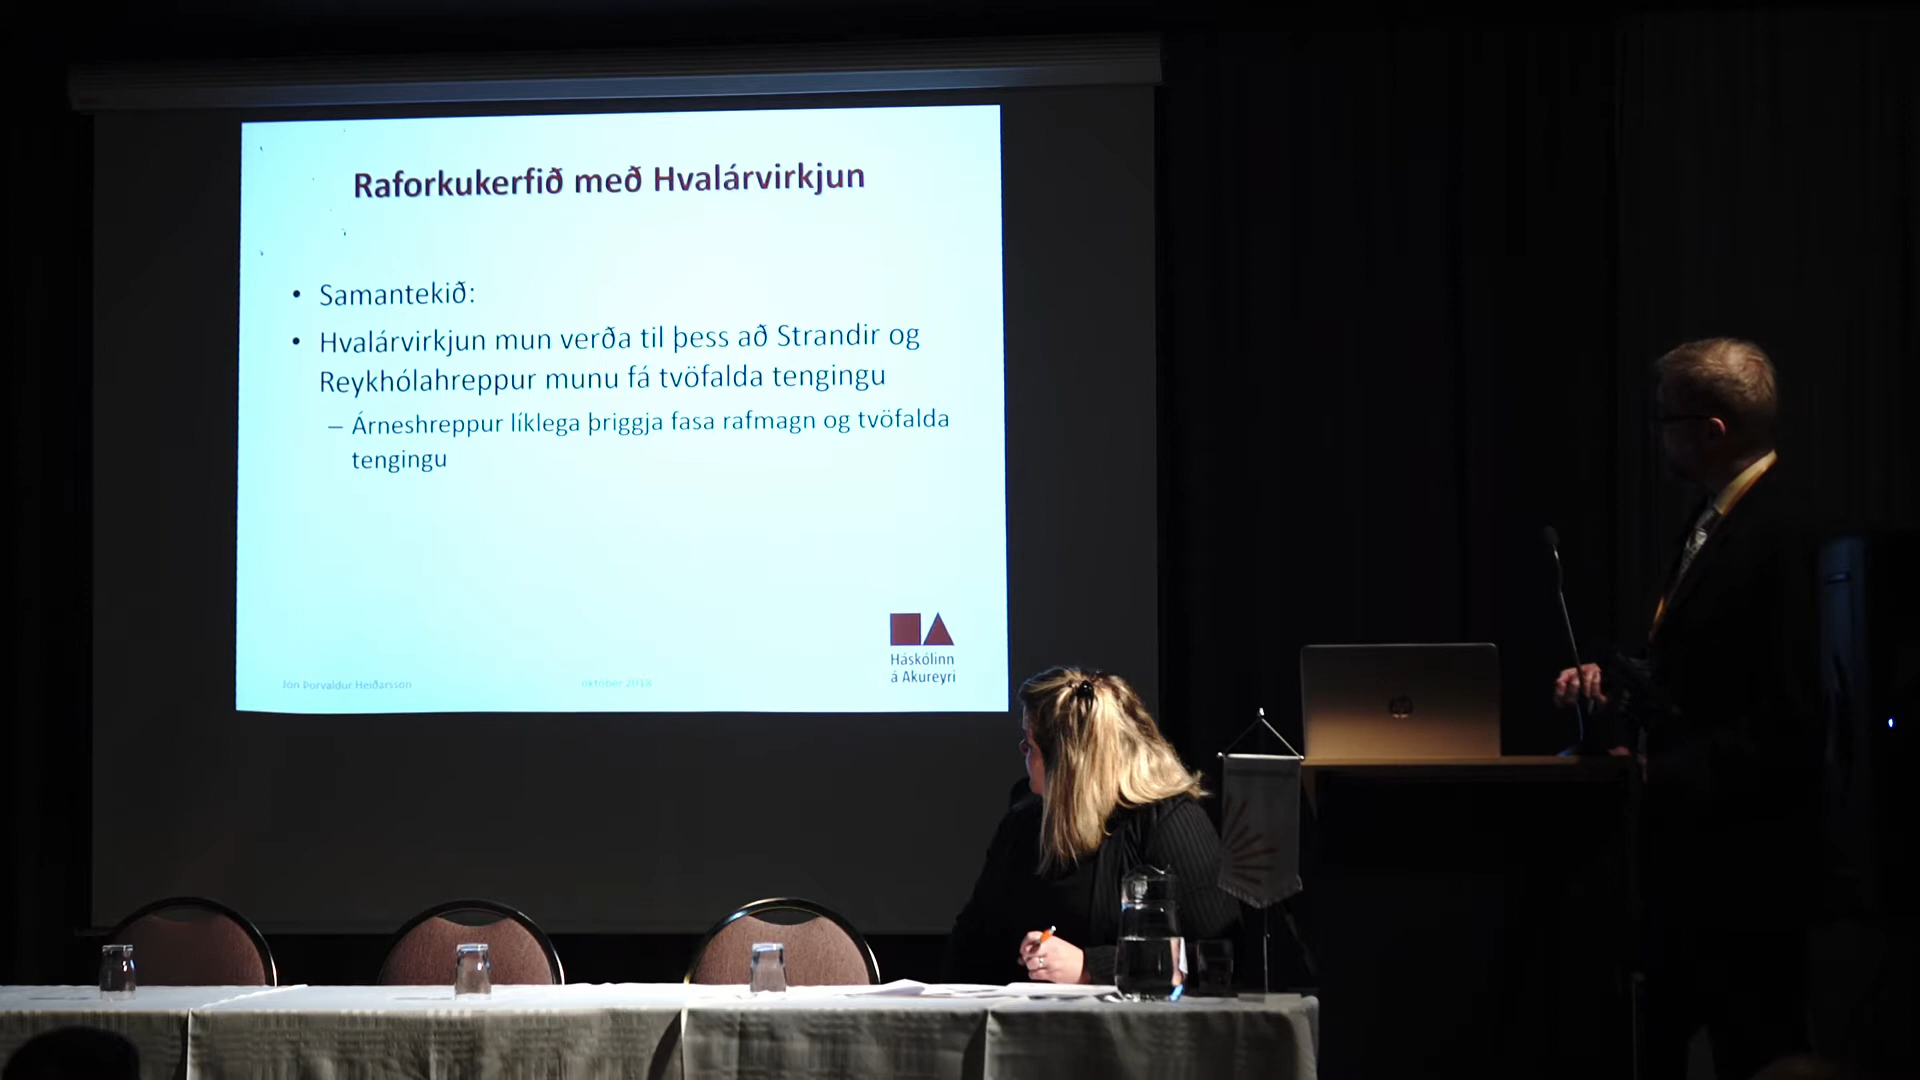 Raforkukerfið með Hvalárvirkjun
• Samantekið:
• Hvalárvirkjun mun verða til þess að Strandir og
Reykhólahreppur munu fá tvöfalda tengingu
– Árneshreppur líklega þriggja fasa rafmagn og tvöfalda
tengingu
Háskólinn
á Akureyri
Jón Þorvaldur Heiðarsson
október 2018
hp